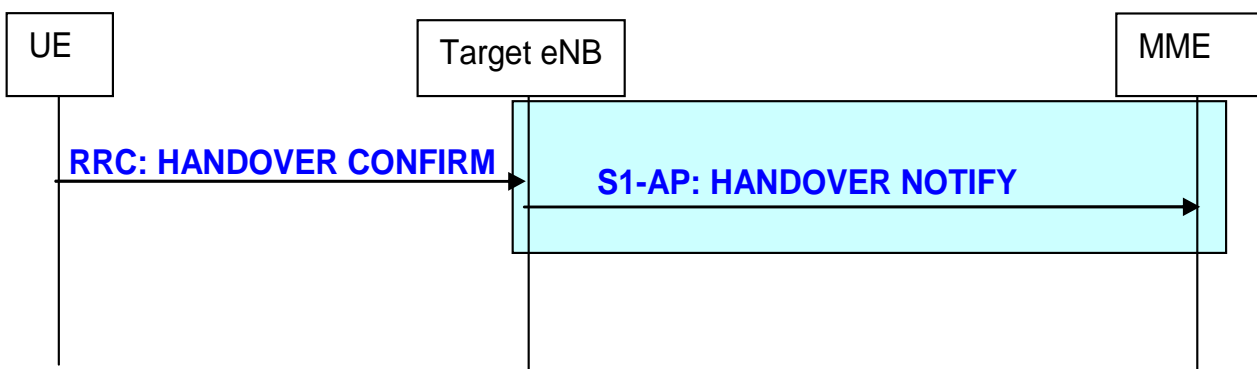 UE
Target eNB
MME
RRC: HANDOVER CONFIRM
S1-AP: HANDOVER NOTIFY